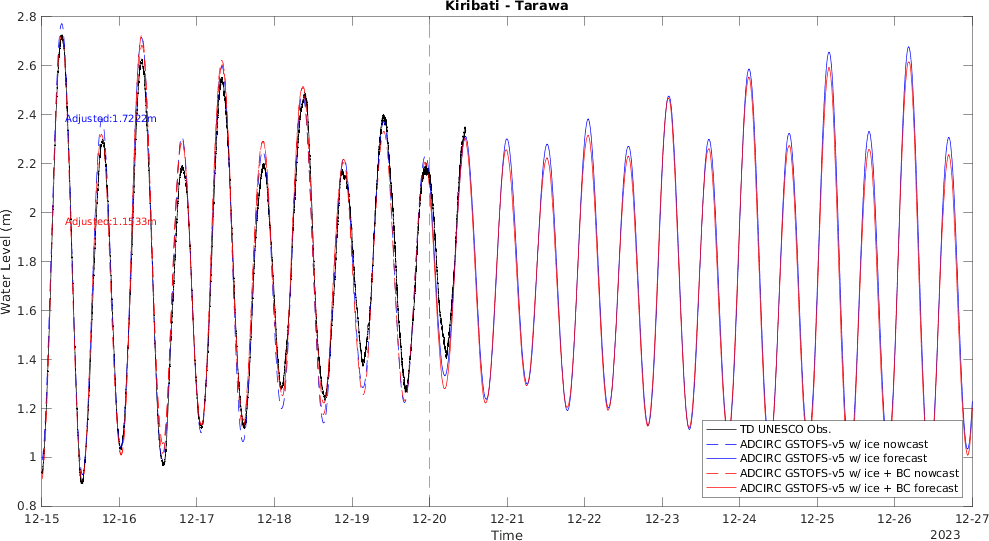 Kiribati - Tarawa
2.8
2.6
2.4
2.2
2
1.8
1.6
1.4
1.2
1
0.8
Water Level (m)
Adjusted:1.7222m
Adjusted:1.1533m
TD UNESCO Obs.
ADCIRC GSTOFS-v5 w/ ice nowcast
ADCIRC GSTOFS-v5 w/ ice forecast
ADCIRC GSTOFS-v5 w/ ice + BC nowcast
ADCIRC GSTOFS-v5 w/ ice + BC forecast
12-15 12-16 12-17 12-18 12-19 12-20 12-21 12-22 12-23 12-24 12-25 12-26 12-27
Time
2023